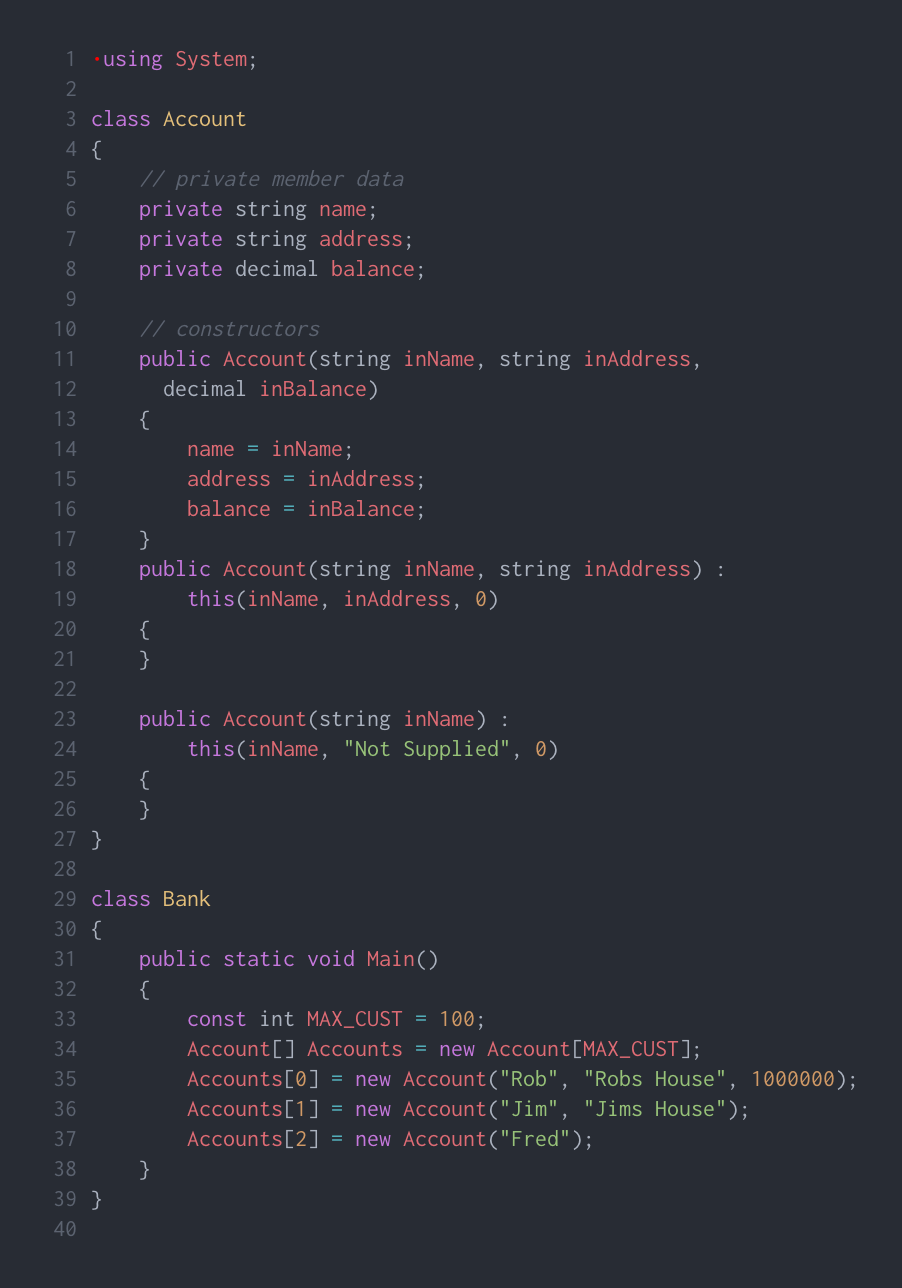 1 ·using System;
2
3 class Account
4 {
5     // private member data
6     private string name;
7     private string address;
8     private decimal balance;
9
10     // constructors
11     public Account(string inName, string inAddress,
12       decimal inBalance)
13     {
14         name = inName;
15         address = inAddress;
16         balance = inBalance;
17     }
18     public Account(string inName, string inAddress) :
19         this(inName, inAddress, 0)
20     {
21     }
22
23     public Account(string inName) :
24         this(inName, "Not Supplied", 0)
25     {
26     }
27 }
28
29 class Bank
30 {
31     public static void Main()
32     {
33         const int MAX_CUST = 100;
34         Account[] Accounts = new Account[MAX_CUST];
35         Accounts[0] = new Account("Rob", "Robs House", 1000000);
36         Accounts[1] = new Account("Jim", "Jims House");
37         Accounts[2] = new Account("Fred");
38     }
39 }
40